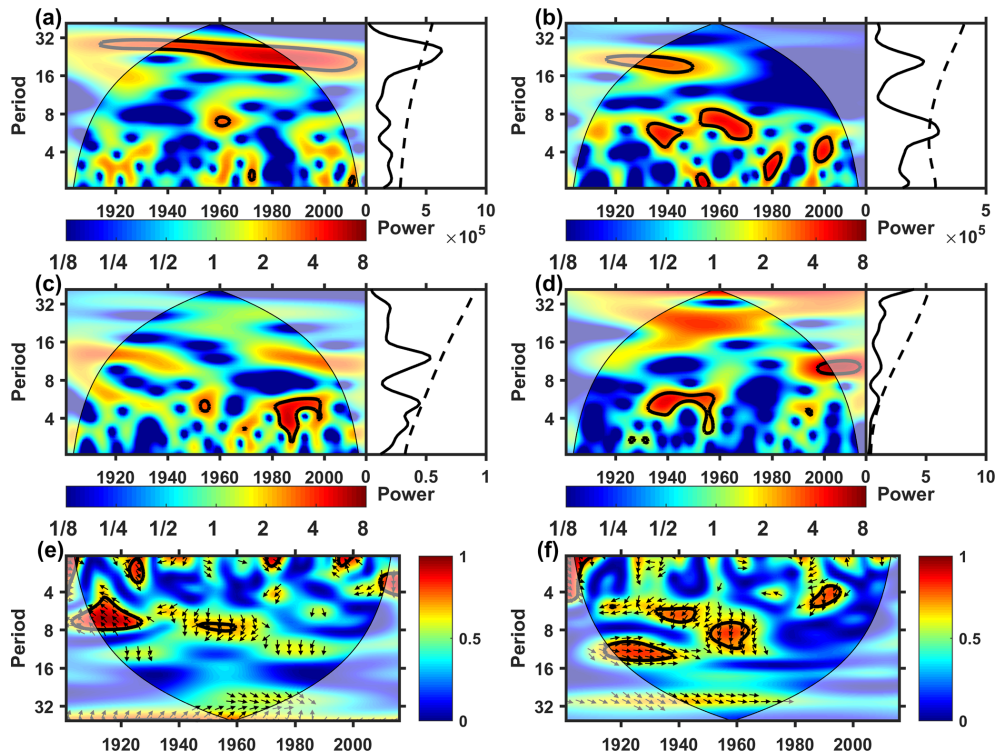 (a) (b)
Period 32 16 8 4
Period 32 16 8 4
1920 1940 1960 1980 2000 0 5 10
1920 1940 1960 1980 2000 0 5
Power ×10⁵ Power ×10⁵
1/8 1/4 1/2 1 2 4 8
1/8 1/4 1/2 1 2 4 8
(c) (d)
Period 32 16 8 4
Period 32 16 8 4
1920 1940 1960 1980 2000 0 1
1920 1940 1960 1980 2000 0 5 10
Power Power
1/8 1/4 1/2 1 2 4 8
1/8 1/4 1/2 1 2 4 8
(e) (f)
Period 4 8 16 32
1 0.5 0
Period 4 8 16 32
1 0.5 0
1920 1940 1960 1980 2000
1920 1940 1960 1980 2000